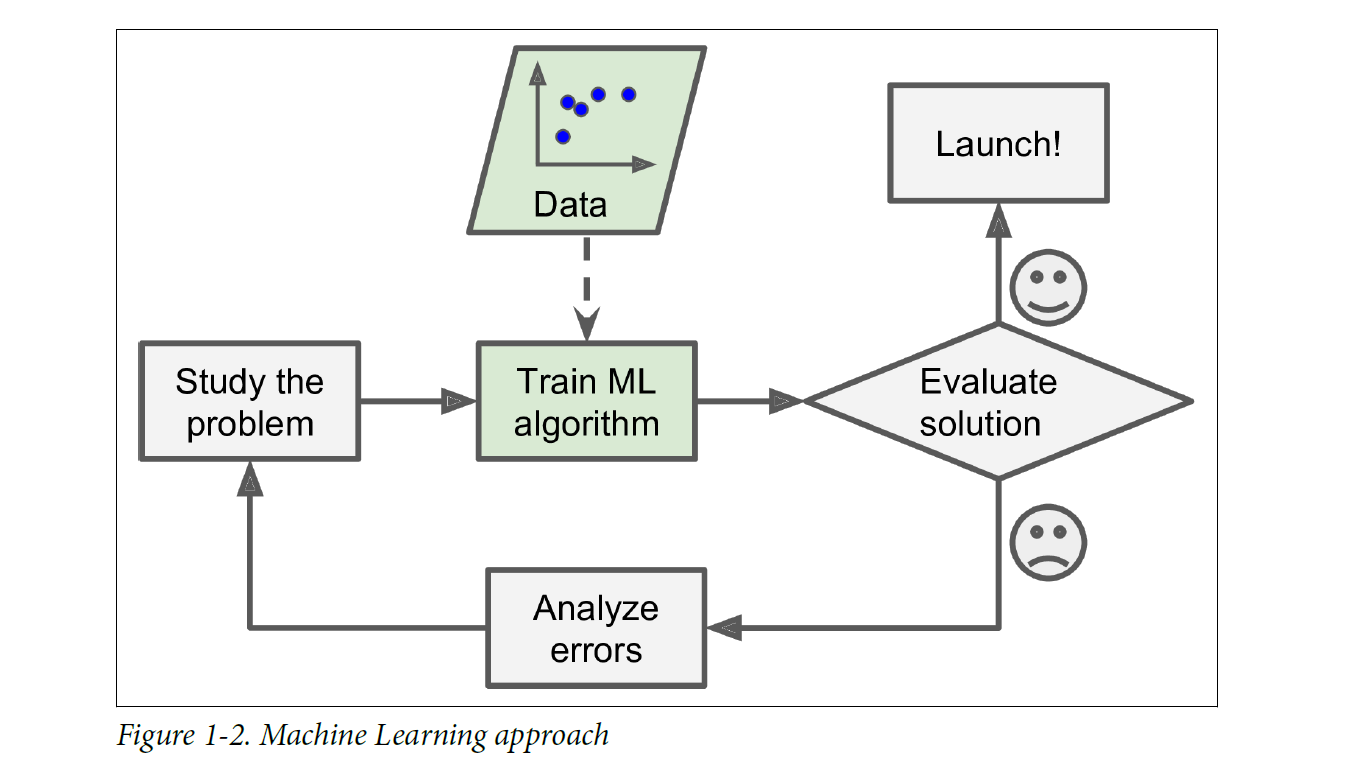 Data
Launch!
Study the
problem
Train ML
algorithm
Evaluate
solution
Analyze
errors
Figure 1-2. Machine Learning approach